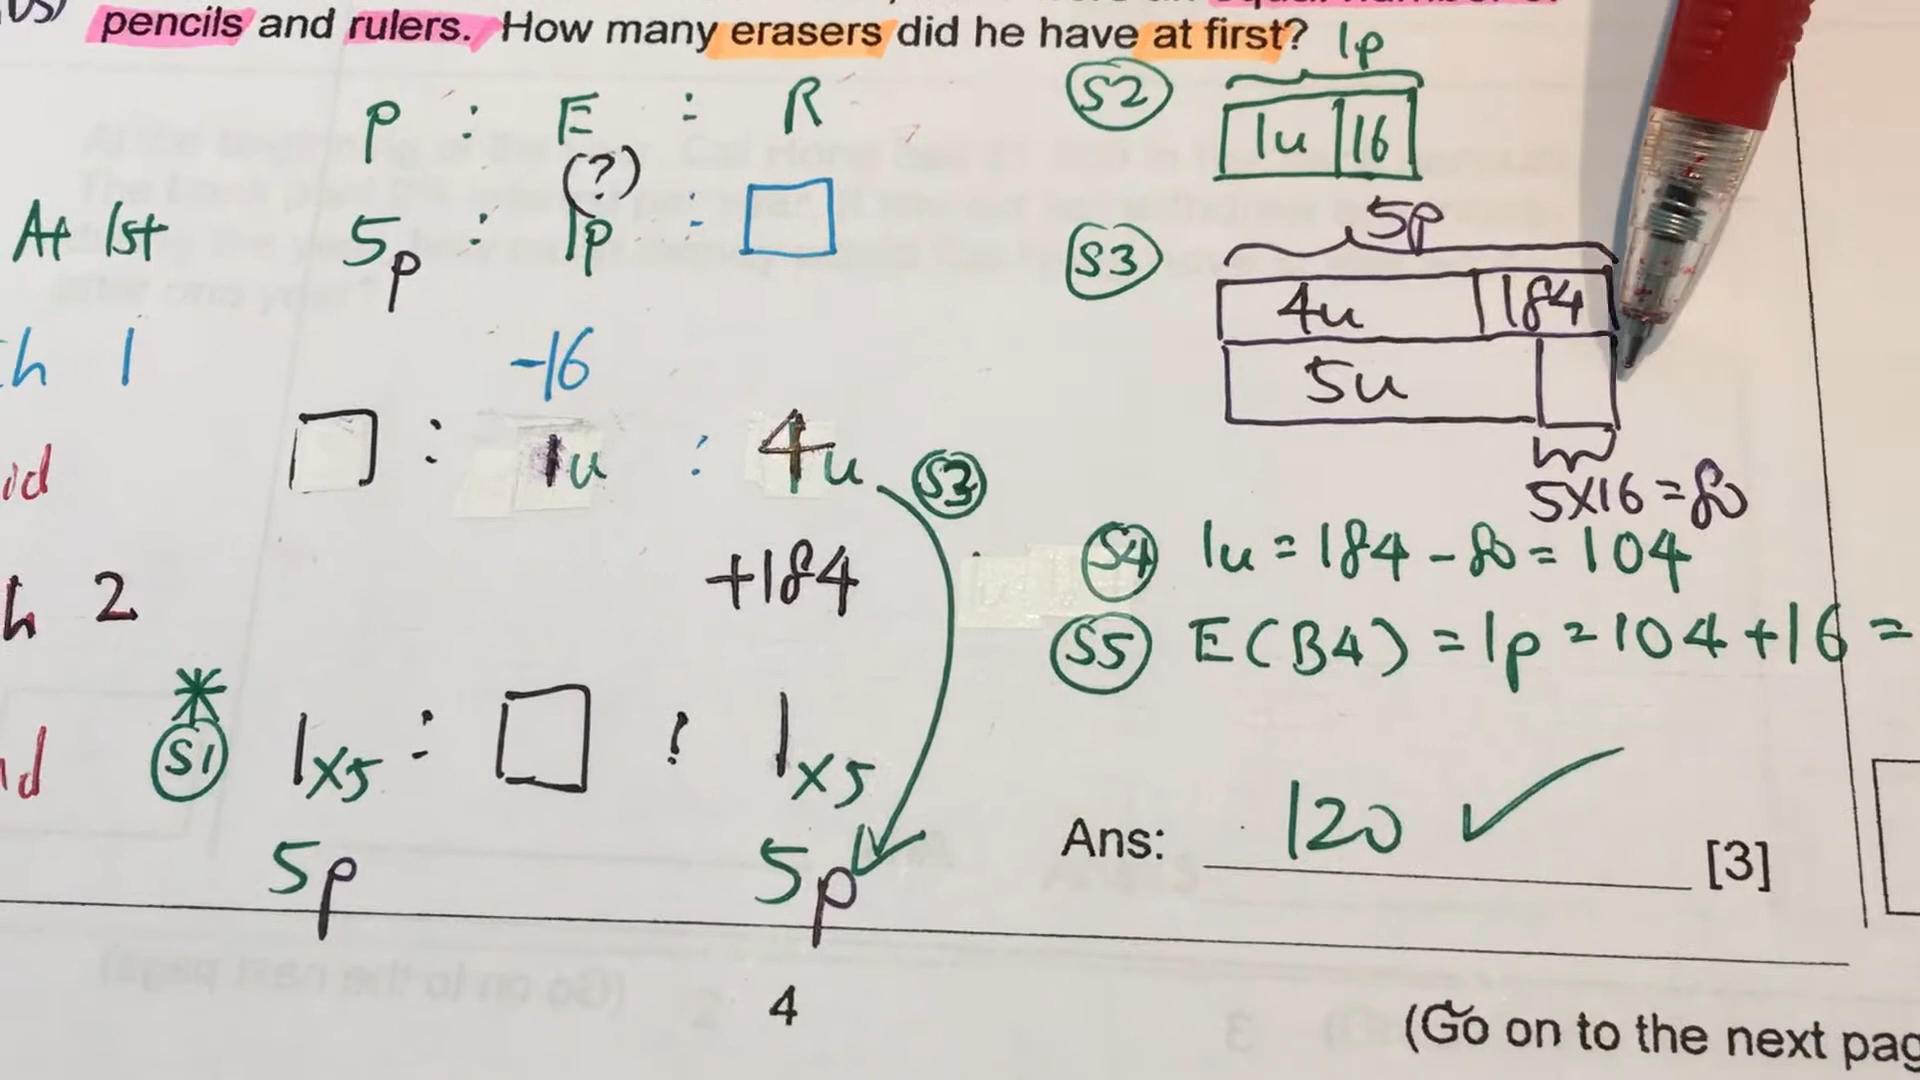 pencils and rulers. How many erasers did he have at first?
P : E : R
(?)
At 1st 5p : 1p :
h 1 -16
: 1u : 4u S3
h 2 +184
* S1 1x5 : : 1x5
5p 5p
1p
S2 1u 16
5p
S3 4u 184
5u
5x16=80
S4 1u = 184 - 80 = 104
S5 E(B4) = 1p = 104 + 16 =
Ans: 120 ✓ [3]
4
(Go on to the next pag